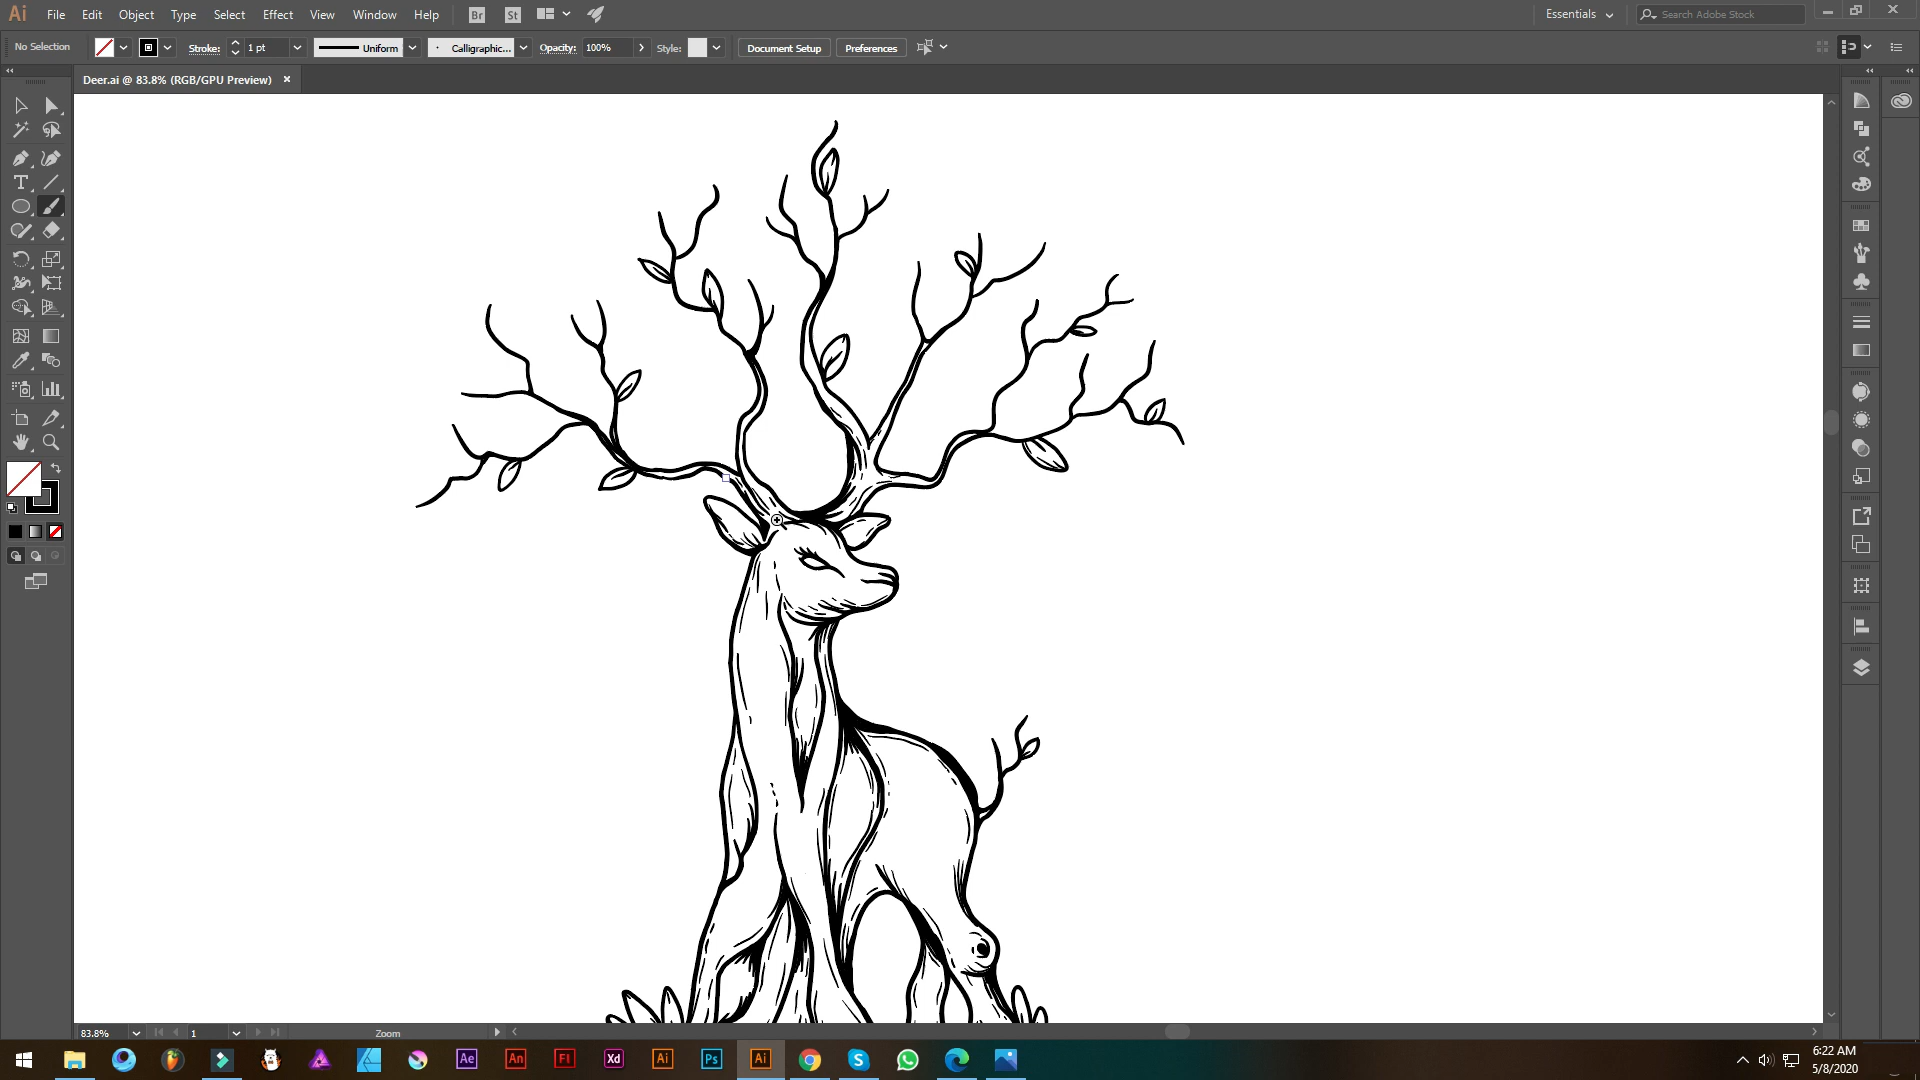 Ai File Edit Object Type Select Effect View Window Help Br St Essentials Search Adobe Stock
No Selection Stroke: 1 pt Uniform Calligraphic... Opacity: 100% Style: Document Setup Preferences
Deer.ai @ 83.8% (RGB/GPU Preview)
T
83.8% 1 Zoom
Ae An Fl Xd Ai Ps Ai
6:22 AM
5/8/2020